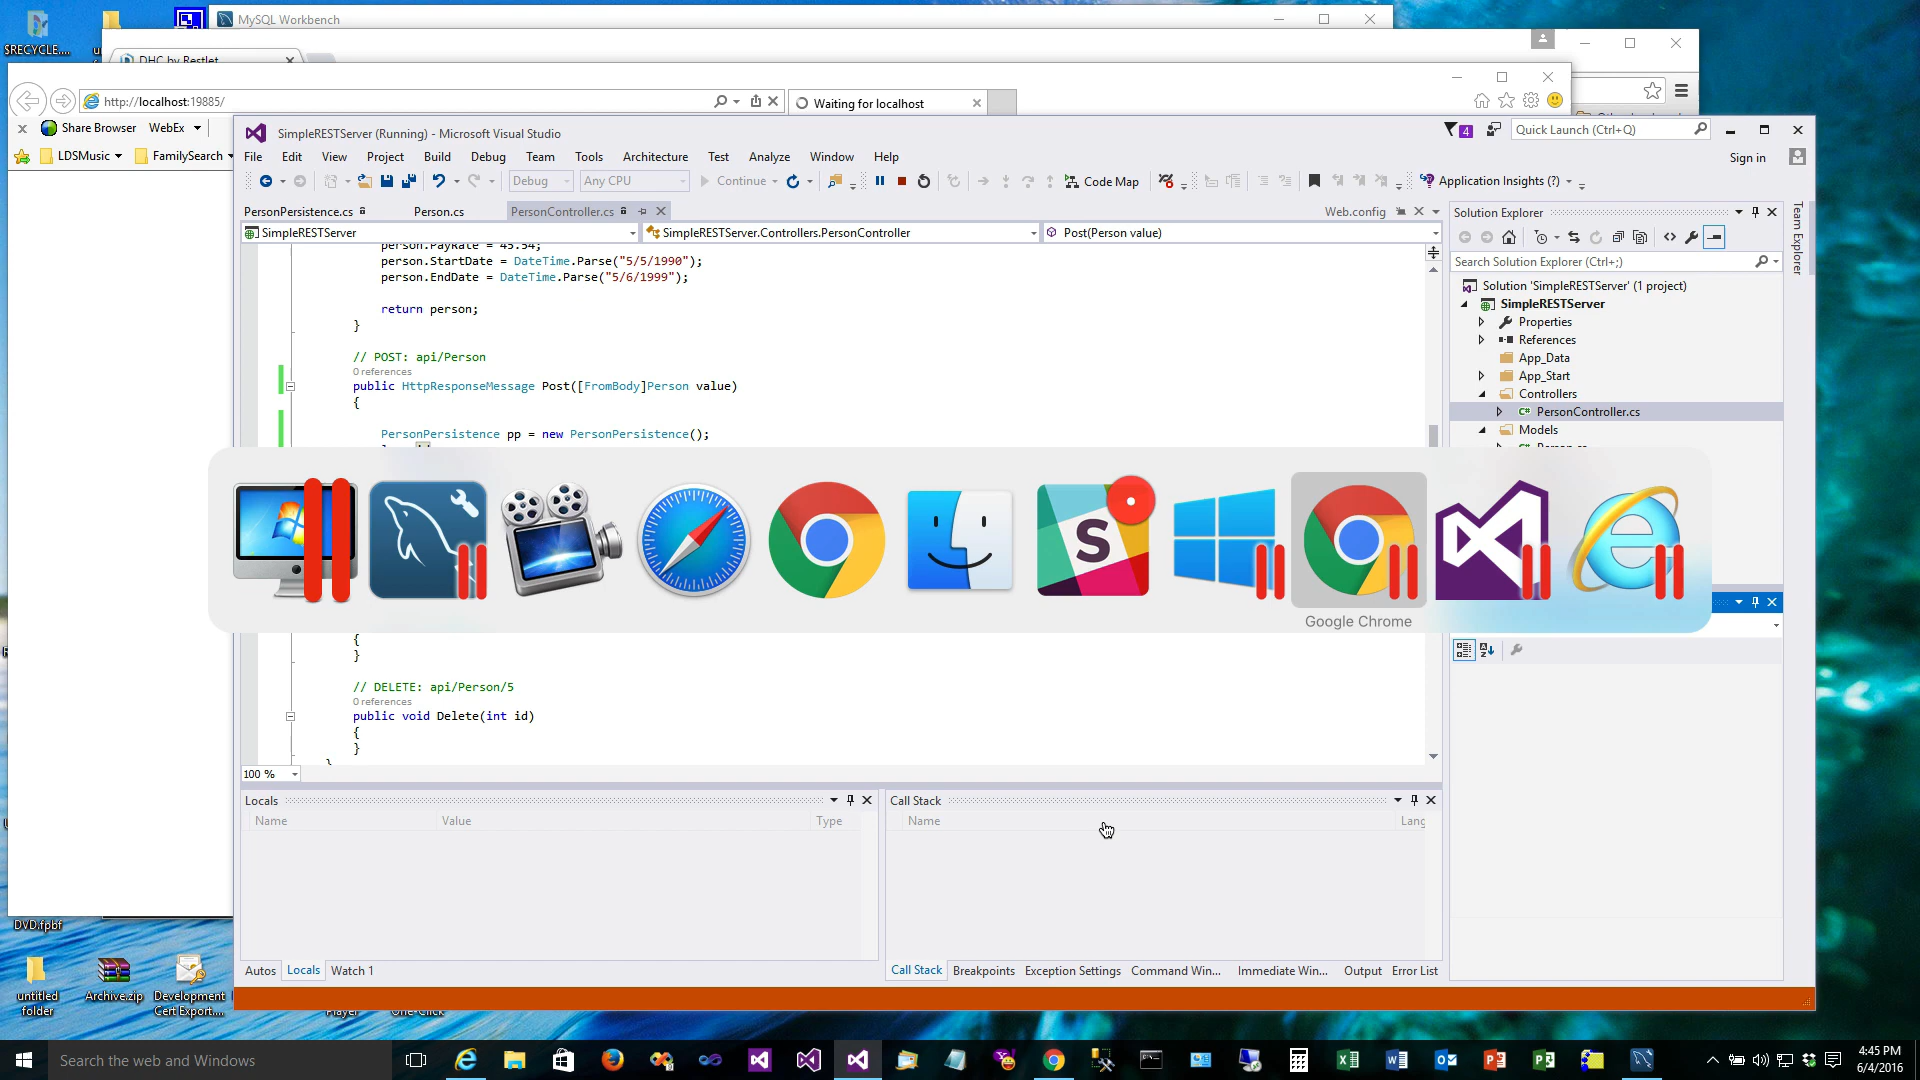 $RECYCLE....
MySQL Workbench
DHC by Restlet
http://localhost:19885/
Waiting for localhost
Share Browser
WebEx
LDSMusic
FamilySearch
SimpleRESTServer (Running) - Microsoft Visual Studio
4
Quick Launch (Ctrl+Q)
File Edit View Project Build Debug Team Tools Architecture Test Analyze Window Help
Sign in
Debug Any CPU Continue Code Map Application Insights (?)
PersonPersistence.cs Person.cs PersonController.cs Web.config
SimpleRESTServer SimpleRESTServer.Controllers.PersonController Post(Person value)
person.PayRate = 45.54;
person.StartDate = DateTime.Parse("5/5/1990");
person.EndDate = DateTime.Parse("5/6/1999");
return person;
}
// POST: api/Person
0 references
public HttpResponseMessage Post([FromBody]Person value)
{
PersonPersistence pp = new PersonPersistence();
Google Chrome
{
}
// DELETE: api/Person/5
0 references
public void Delete(int id)
{
}
}
100 %
Solution Explorer
Search Solution Explorer (Ctrl+;)
Solution 'SimpleRESTServer' (1 project)
SimpleRESTServer
Properties
References
App_Data
App_Start
Controllers
C# PersonController.cs
Models
Team Explorer
Locals
Name Value Type
Autos Locals Watch 1
Call Stack
Name Lang
Call Stack Breakpoints Exception Settings Command Win... Immediate Win... Output Error List
DVD.fpbf
untitled folder
Archive.zip
Development Cert Export....
Player
One-Click
Search the web and Windows
4:45 PM
6/4/2016